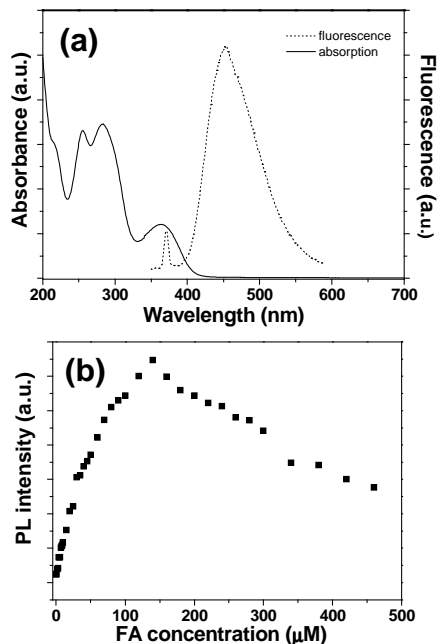 (a)
fluorescence
absorption
Absorbance (a.u.)
Fluorescence (a.u.)
200 300 400 500 600 700
Wavelength (nm)
(b)
PL intensity (a.u.)
0 100 200 300 400 500
FA concentration (μM)